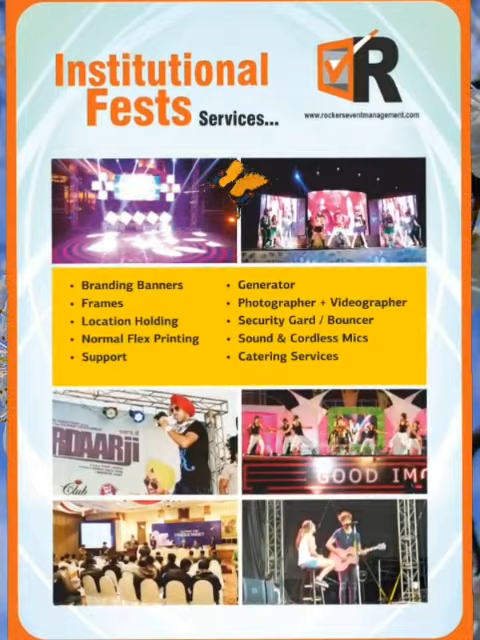 Institutional
Fests Services...
R
www.rockerseventmanagement.com
• Branding Banners
• Frames
• Location Holding
• Normal Flex Printing
• Support
• Generator
• Photographer + Videographer
• Security Gard / Bouncer
• Sound & Cordless Mics
• Catering Services
RDAARJI
Club
GOOD IM